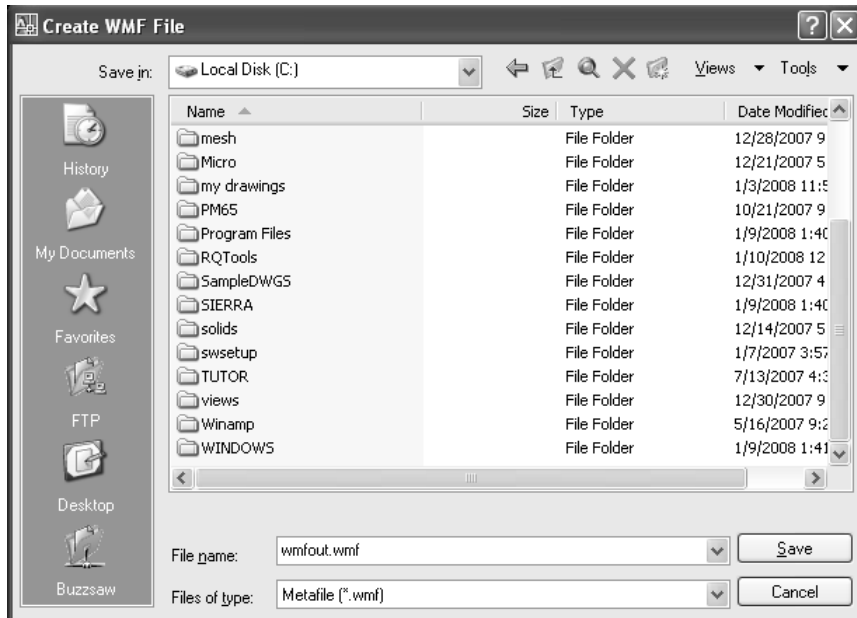 Create WMF File
Save in: Local Disk (C:) Views Tools
Name Size Type Date Modified
mesh File Folder 12/28/2007 9
Micro File Folder 12/21/2007 5
my drawings File Folder 1/3/2008 11:5
PM65 File Folder 10/21/2007 9
Program Files File Folder 1/9/2008 1:40
RQTools File Folder 1/10/2008 12
SampleDWGS File Folder 12/31/2007 4
SIERRA File Folder 1/9/2008 1:40
solids File Folder 12/14/2007 5
swsetup File Folder 1/7/2007 3:57
TUTOR File Folder 7/13/2007 4:3
views File Folder 12/30/2007 9
Winamp File Folder 5/16/2007 9:2
WINDOWS File Folder 1/9/2008 1:41
History
My Documents
Favorites
FTP
Desktop
Buzzsaw
File name: wmfout.wmf Save
Files of type: Metafile (*.wmf) Cancel